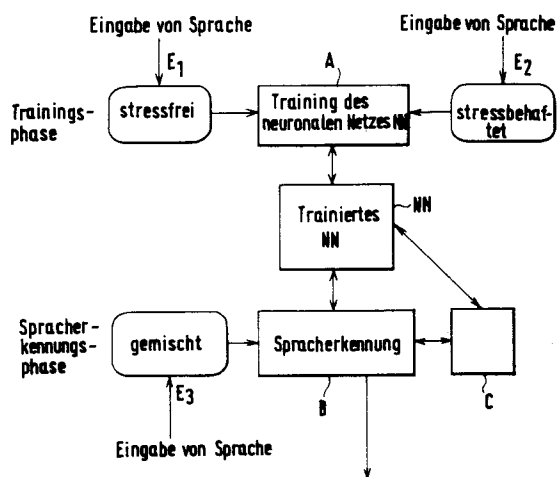 Eingabe von Sprache
Eingabe von Sprache
E1
A
E2
Trainings-
phase
stressfrei
Training des
neuronalen Netzes NN
stressbehaf-
tet
Trainiertes
NN
NN
Spracher-
kennungs-
phase
gemischt
Spracherkennung
E3
B
C
Eingabe von Sprache